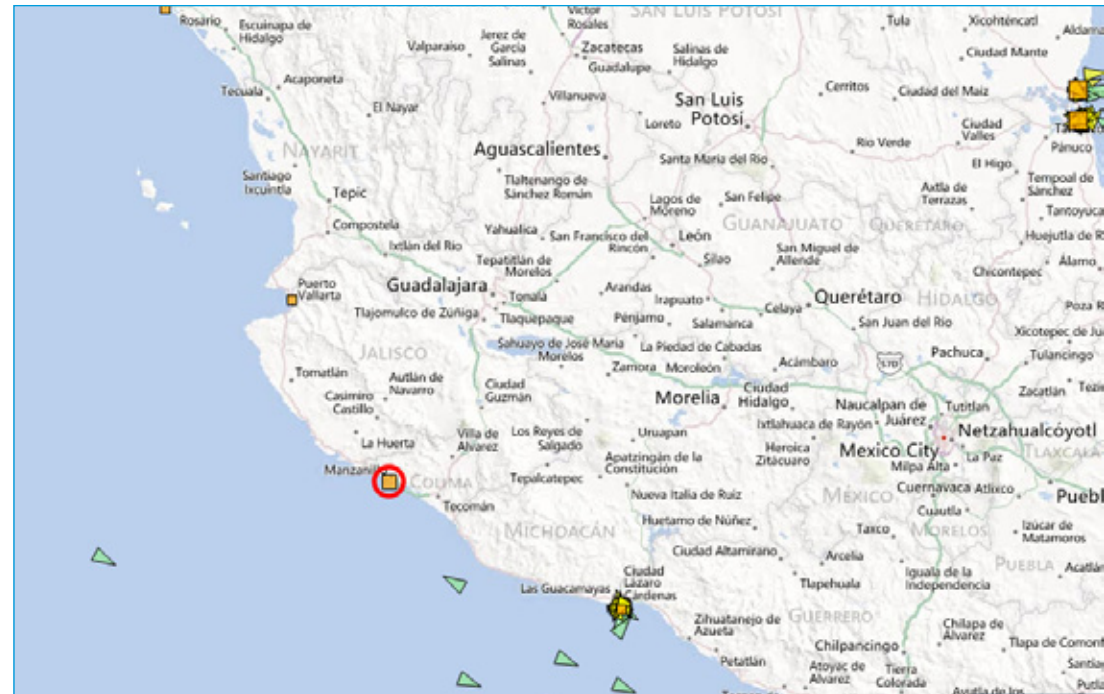 Rosario
Escuinapa de
Hidalgo
Valparaiso
Jerez de
García
Salinas
Victor
Rosales
SAN LUIS POTOSÍ
Tula
Xicohténcatl
Aldama
Zacatecas
Guadalupe
Salinas de
Hidalgo
Ciudad Mante
Acaponeta
Tecuala
El Nayar
Villanueva
San Luis
Potosí
Cerritos
Ciudad del Maíz
Loreto
Ciudad
Valles
Pánuco
NAYARIT
Aguascalientes
Santa María del Río
Rio Verde
El Higo
Santiago
Ixcuintla
Tepic
Tlaltenango de
Sánchez Román
Lagos de
Moreno
San Felipe
Axtla de
Terrazas
Tempoal de
Sánchez
Tantoyuca
Compostela
Yahualica
San Francisco del
Rincón
León
GUANAJUATO
QUERÉTARO
Ixtlán del Río
Tepatitlán de
Morelos
Silao
San Miguel de
Allende
Huejutla de
Chicontepec
Álamo
Puerto
Vallarta
Guadalajara
Tonalá
Arandas
Irapuato
Celaya
Querétaro
HIDALGO
Poza
Tlajomulco de Zúñiga
Tlaquepaque
Pénjamo
Salamanca
San Juan del Río
Xicotepec de
JALISCO
Sahuayo de José María
Morelos
La Piedad de Cabadas
Acámbaro
Pachuca
Tulancingo
Tomatlán
Autlán de
Navarro
Ciudad
Guzmán
Zamora
Moroleón
Zacatlán
Casimiro
Castillo
Morelia
Ciudad
Hidalgo
Naucalpan de
Juárez
Tutitlan
La Huerta
Villa de
Alvarez
Los Reyes de
Salgado
Uruapan
Ixtlahuaca de Rayón
Netzahualcóyotl
Manzanillo
COLIMA
Tepalcatepec
Apatzingán de la
Constitución
Heroica
Zitácuaro
Mexico City
La Paz
TLAXCALA
Milpa Alta
Tecomán
Nueva Italia de Ruiz
MÉXICO
Cuernavaca
Atlixco
Cuautla
MICHOACÁN
Huetamo de Núñez
Taxco
MORELOS
Izúcar de
Matamoros
Ciudad Altamirano
Arcelia
PUEBLA
Las Guacamayas
Ciudad
Lázaro
Cárdenas
Tlapehuala
Iguala de la
Independencia
Zihuatanejo de
Azueta
GUERRERO
Chilapa de
Álvarez
Chilpancingo
Tlapa de
Petatlán
Atoyac de
Álvarez
Tierra
Colorada